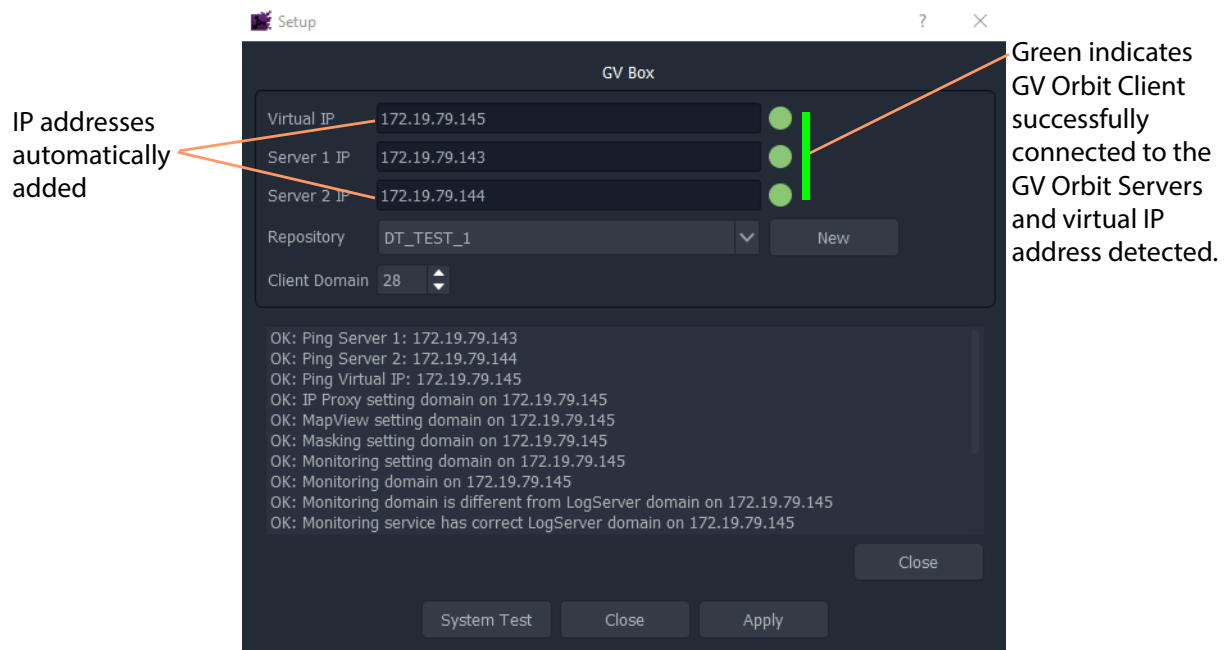 Setup
?
GV Box
IP addresses
automatically
added
Virtual IP 172.19.79.145
Server 1 IP 172.19.79.143
Server 2 IP 172.19.79.144
Repository DT_TEST_1 New
Client Domain 28
Green indicates
GV Orbit Client
successfully
connected to the
GV Orbit Servers
and virtual IP
address detected.
OK: Ping Server 1: 172.19.79.143
OK: Ping Server 2: 172.19.79.144
OK: Ping Virtual IP: 172.19.79.145
OK: IP Proxy setting domain on 172.19.79.145
OK: MapView setting domain on 172.19.79.145
OK: Masking setting domain on 172.19.79.145
OK: Monitoring setting domain on 172.19.79.145
OK: Monitoring domain on 172.19.79.145
OK: Monitoring domain is different from LogServer domain on 172.19.79.145
OK: Monitoring service has correct LogServer domain on 172.19.79.145
Close
System Test Close Apply